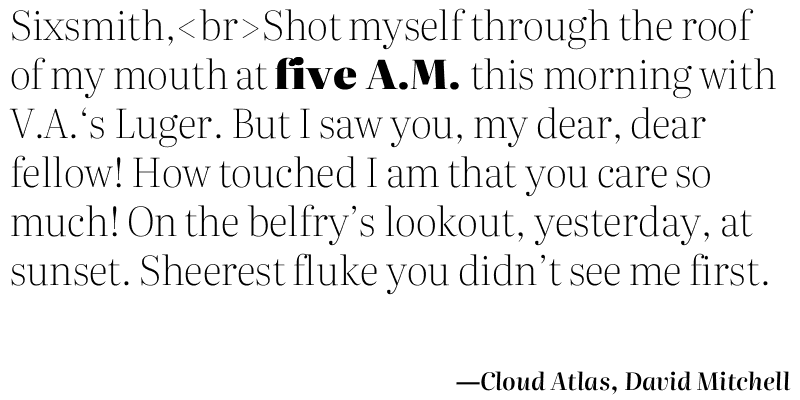 Sixsmith,<br>Shot myself through the roof
of my mouth at five A.M. this morning with
V.A.‘s Luger. But I saw you, my dear, dear
fellow! How touched I am that you care so
much! On the belfry’s lookout, yesterday, at
sunset. Sheerest fluke you didn’t see me first.
—Cloud Atlas, David Mitchell